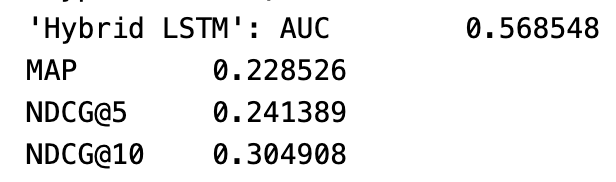 'Hybrid LSTM': AUC 0.568548
MAP 0.228526
NDCG@5 0.241389
NDCG@10 0.304908